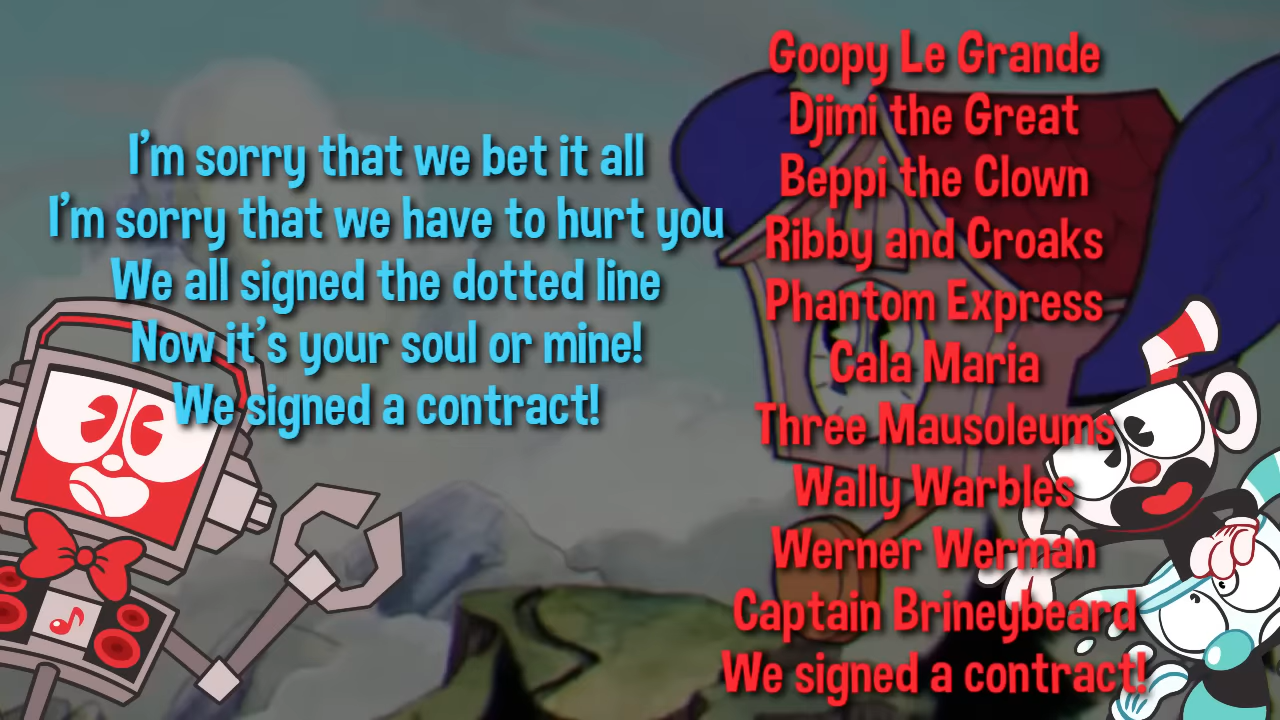 I'm sorry that we bet it all
I'm sorry that we have to hurt you
We all signed the dotted line
Now it's your soul or mine!
We signed a contract!
Goopy Le Grande
Djimi the Great
Beppi the Clown
Ribby and Croaks
Phantom Express
Cala Maria
Three Mausoleums
Wally Warbles
Werner Werman
Captain Brineybeard
We signed a contract!